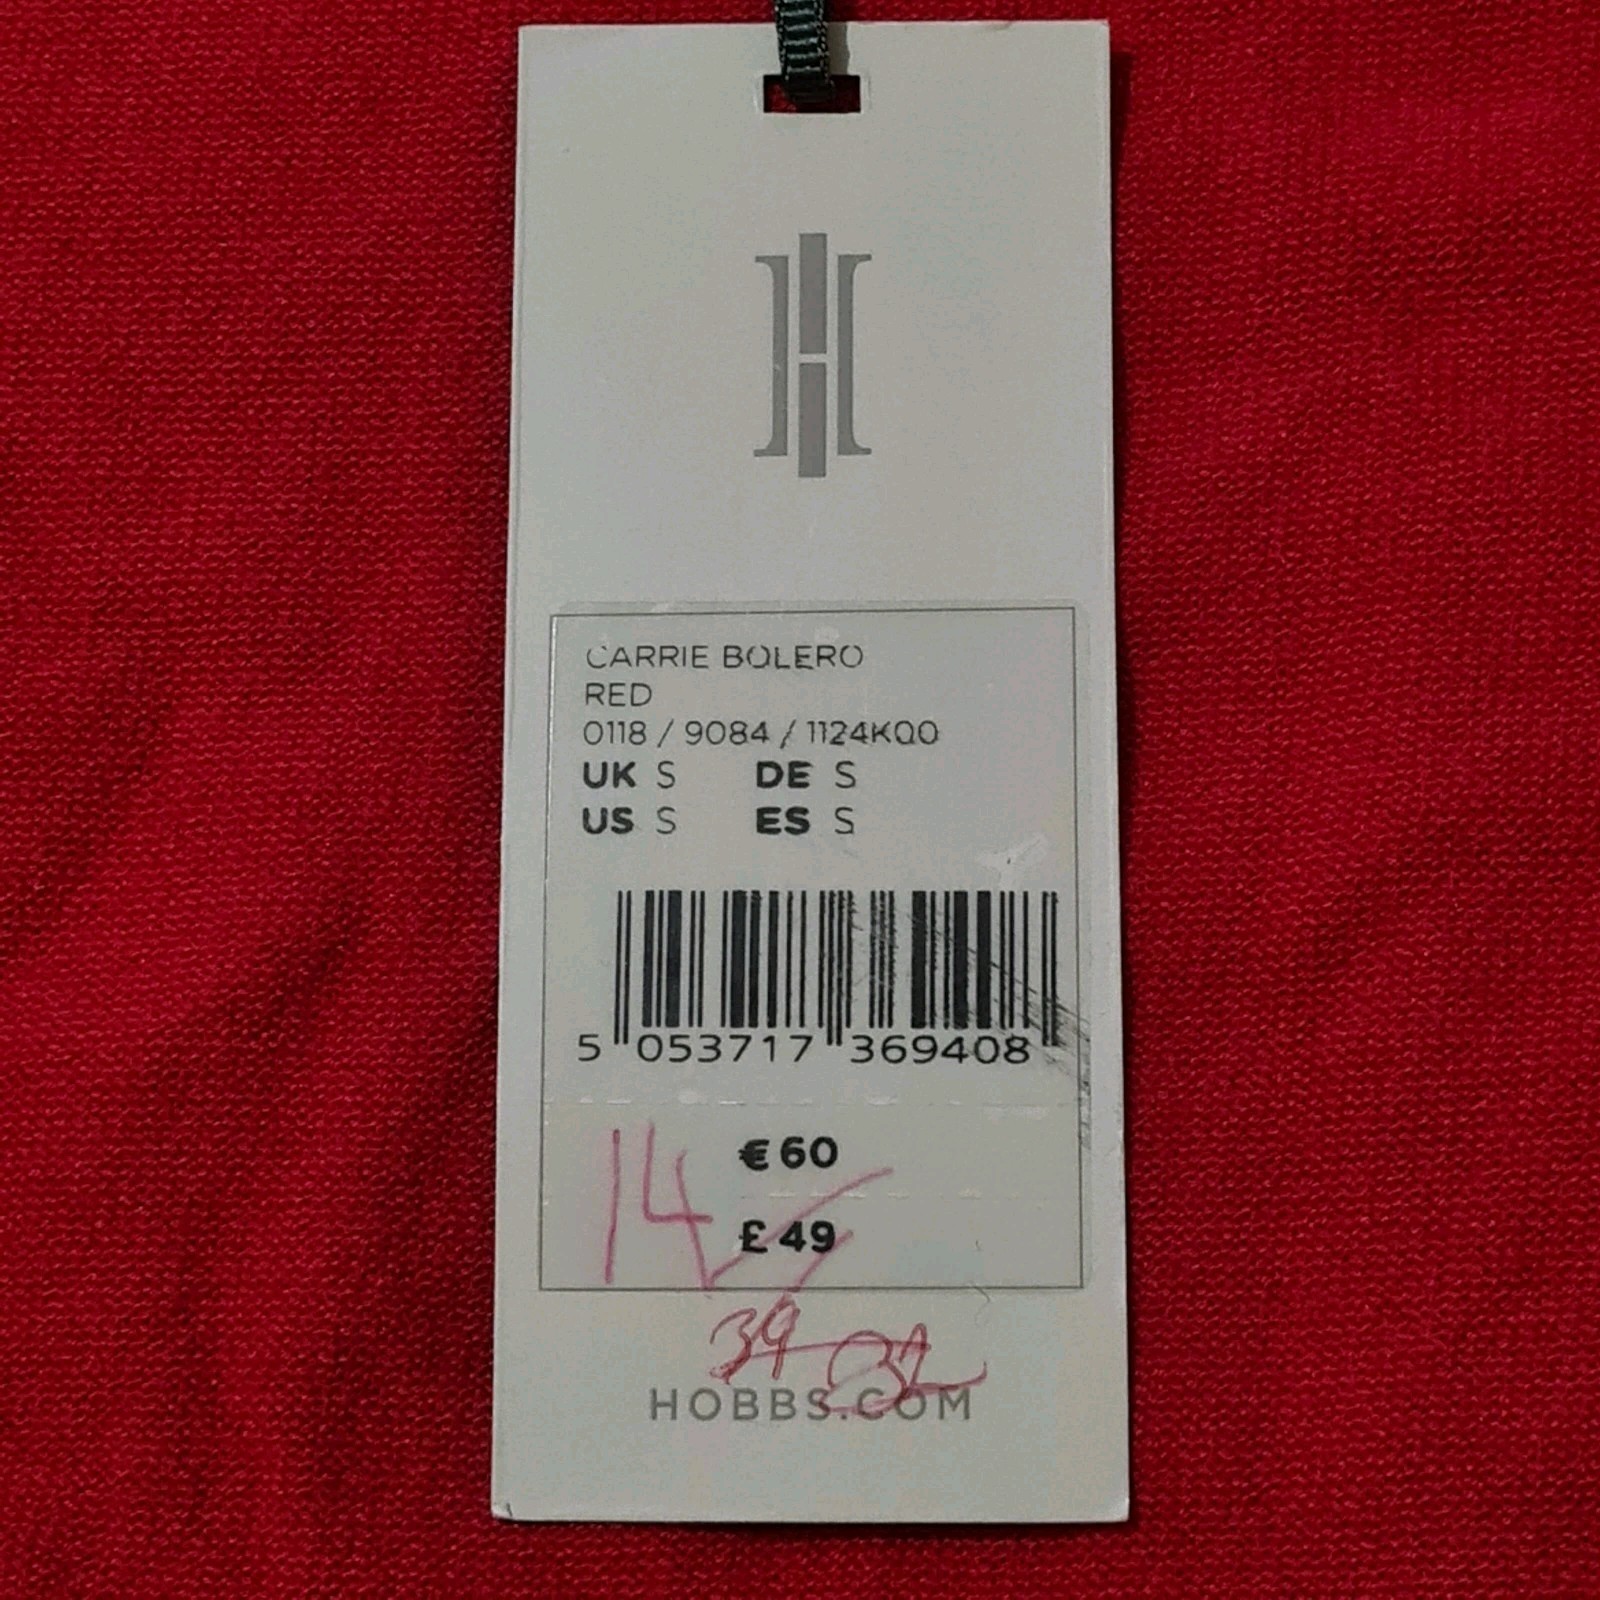 CARRIE BOLERO
RED
0118 / 9084 / 1124K00
UK S DE S
US S ES S
5 053717 369408
€60
14
£49
39
32
HOBBS.COM